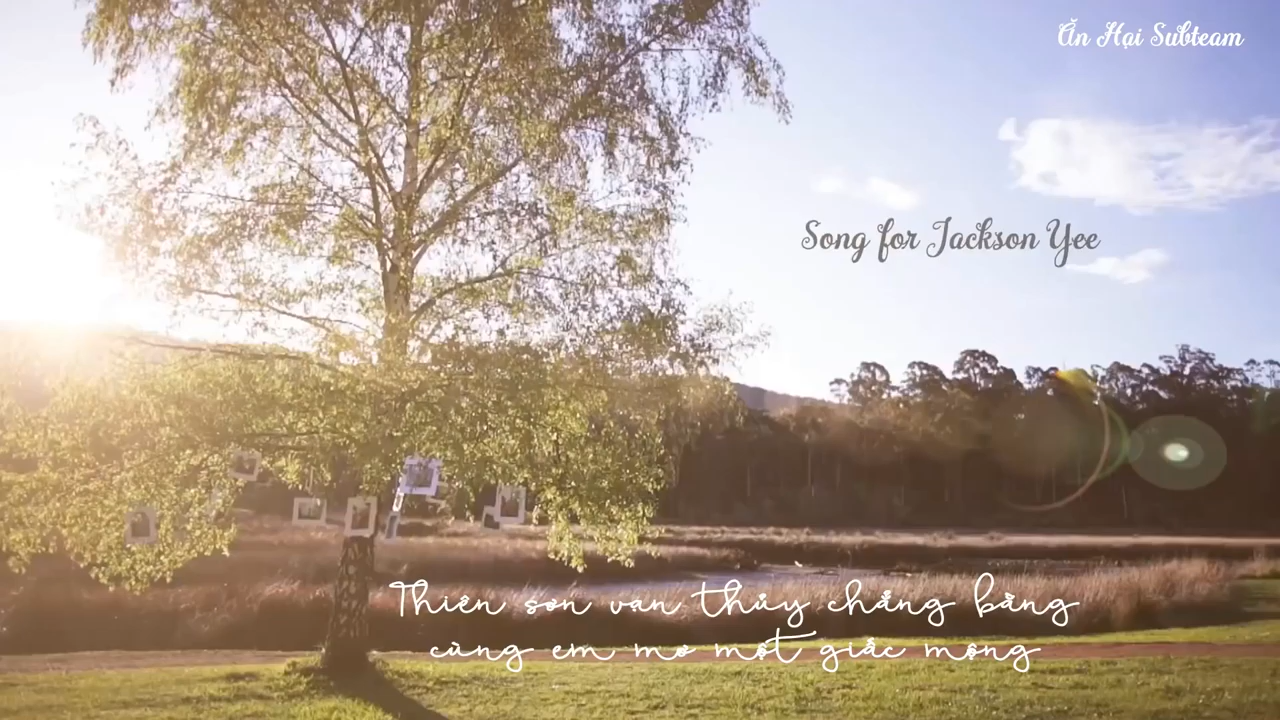 Ăn Hại Subteam
Song for Jackson Yee
Thiên sơn vạn thủy chẳng bằng
cùng em mơ một giấc mộng